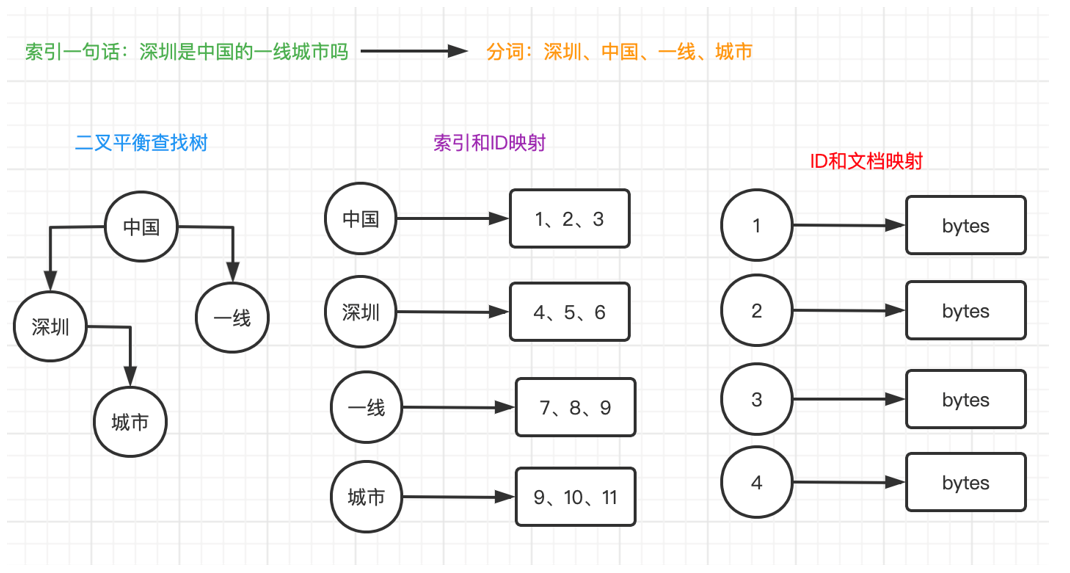 索引一句话：深圳是中国的一线城市吗
分词：深圳、中国、一线、城市
二叉平衡查找树
中国
深圳
一线
城市
索引和ID映射
中国
1、2、3
深圳
4、5、6
一线
7、8、9
城市
9、10、11
ID和文档映射
1
bytes
2
bytes
3
bytes
4
bytes